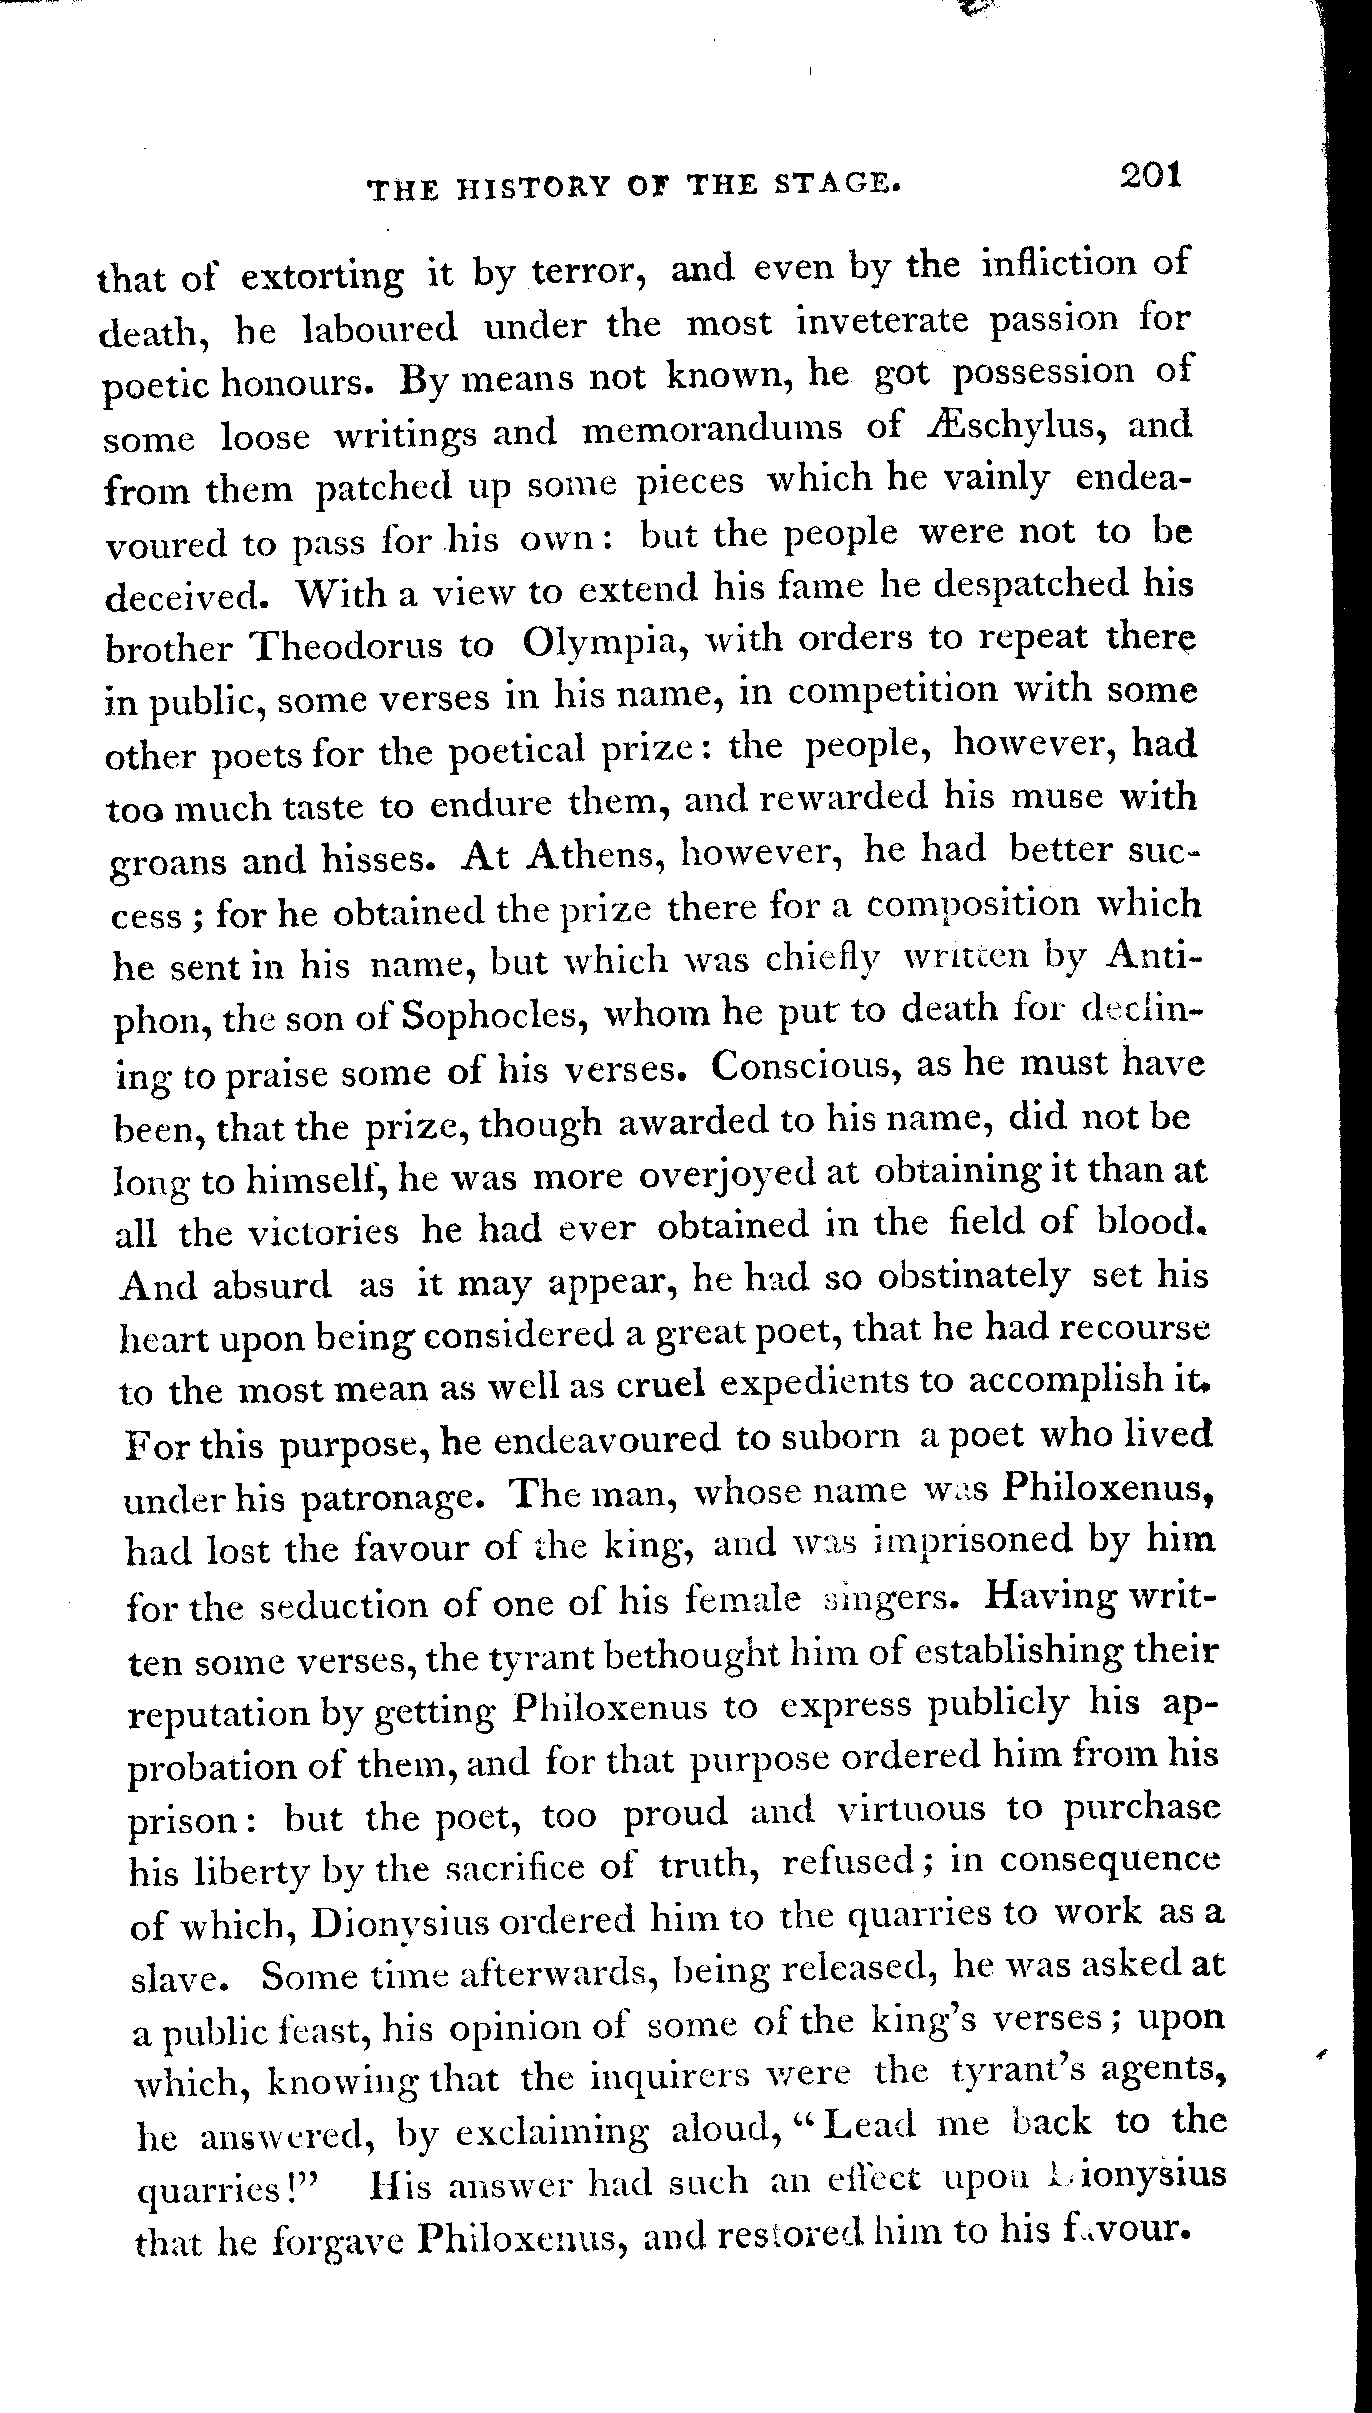 THE HISTORY OF THE STAGE. 201
that of extorting it by terror, and even by the infliction of
death, he laboured under the most inveterate passion for
poetic honours. By means not known, he got possession of
some loose writings and memorandums of Æschylus, and
from them patched up some pieces which he vainly endea-
voured to pass for his own: but the people were not to be
deceived. With a view to extend his fame he despatched his
brother Theodorus to Olympia, with orders to repeat there
in public, some verses in his name, in competition with some
other poets for the poetical prize: the people, however, had
too much taste to endure them, and rewarded his muse with
groans and hisses. At Athens, however, he had better suc-
cess; for he obtained the prize there for a composition which
he sent in his name, but which was chiefly written by Anti-
phon, the son of Sophocles, whom he put to death for declin-
ing to praise some of his verses. Conscious, as he must have
been, that the prize, though awarded to his name, did not be
long to himself, he was more overjoyed at obtaining it than at
all the victories he had ever obtained in the field of blood.
And absurd as it may appear, he had so obstinately set his
heart upon being considered a great poet, that he had recourse
to the most mean as well as cruel expedients to accomplish it.
For this purpose, he endeavoured to suborn a poet who lived
under his patronage. The man, whose name was Philoxenus,
had lost the favour of the king, and was imprisoned by him
for the seduction of one of his female singers. Having writ-
ten some verses, the tyrant bethought him of establishing their
reputation by getting Philoxenus to express publicly his ap-
probation of them, and for that purpose ordered him from his
prison: but the poet, too proud and virtuous to purchase
his liberty by the sacrifice of truth, refused; in consequence
of which, Dionysius ordered him to the quarries to work as a
slave. Some time afterwards, being released, he was asked at
a public feast, his opinion of some of the king's verses; upon
which, knowing that the inquirers were the tyrant's agents,
he answered, by exclaiming aloud, "Lead me back to the
quarries!" His answer had such an effect upon Dionysius
that he forgave Philoxenus, and restored him to his favour.